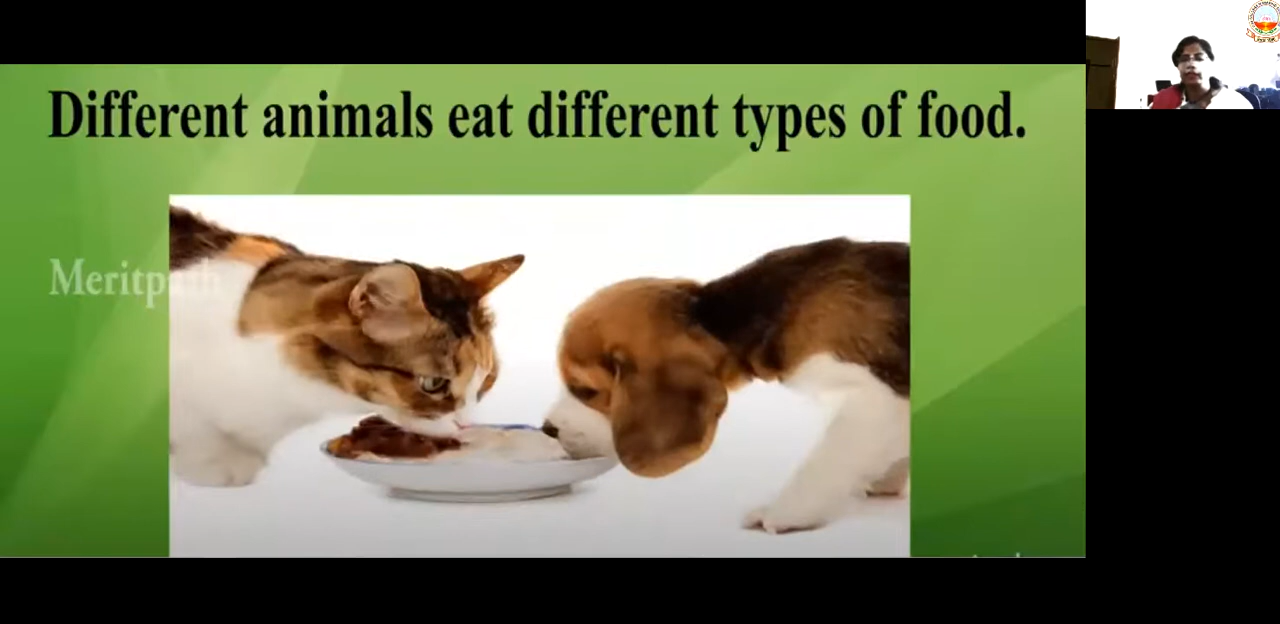 Different animals eat different types of food.
Meritpath